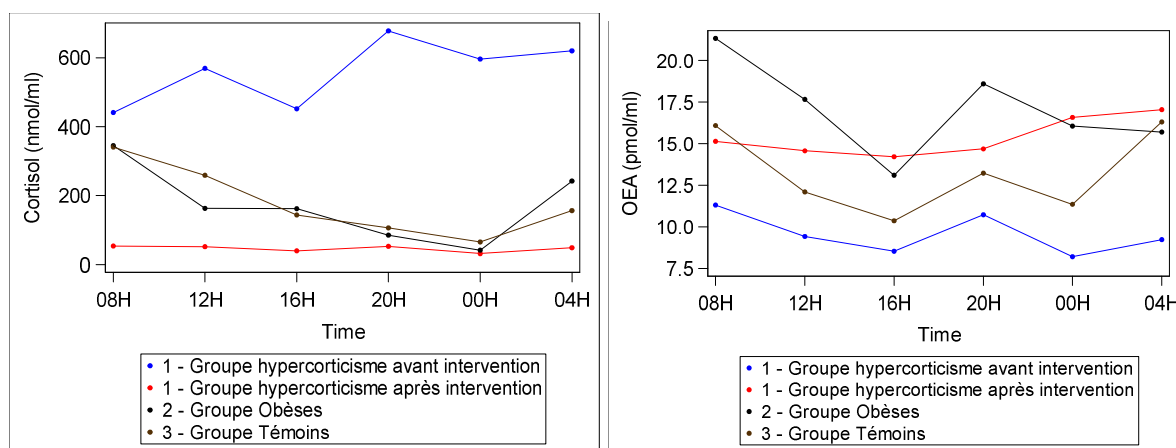 Cortisol (nmol/ml)
600
400
200
0
08H 12H 16H 20H 00H 04H
Time
1 - Groupe hypercorticisme avant intervention
1 - Groupe hypercorticisme après intervention
2 - Groupe Obèses
3 - Groupe Témoins
OEA (pmol/ml)
20.0
17.5
15.0
12.5
10.0
7.5
08H 12H 16H 20H 00H 04H
Time
1 - Groupe hypercorticisme avant intervention
1 - Groupe hypercorticisme après intervention
2 - Groupe Obèses
3 - Groupe Témoins